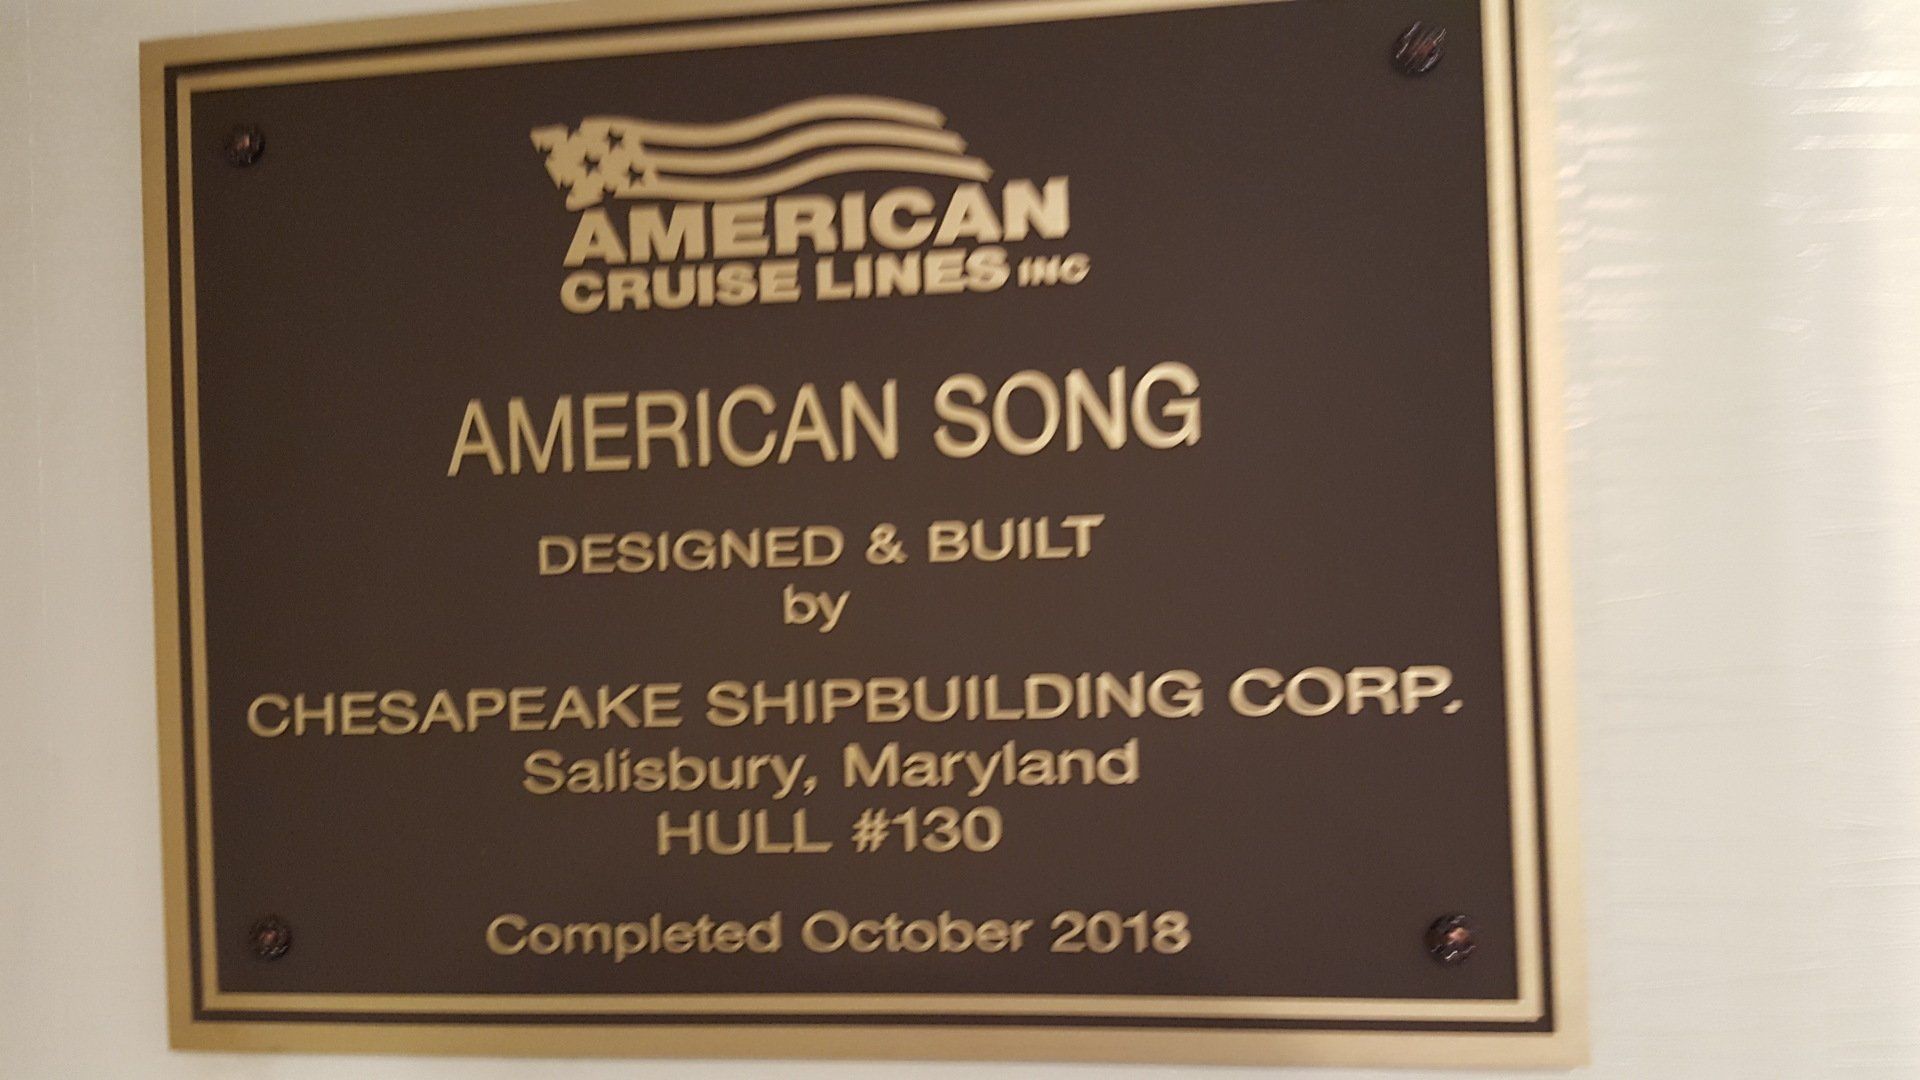 AMERICAN
CRUISE LINES INC
AMERICAN SONG
DESIGNED & BUILT
by
CHESAPEAKE SHIPBUILDING CORP.
Salisbury, Maryland
HULL #130
Completed October 2018